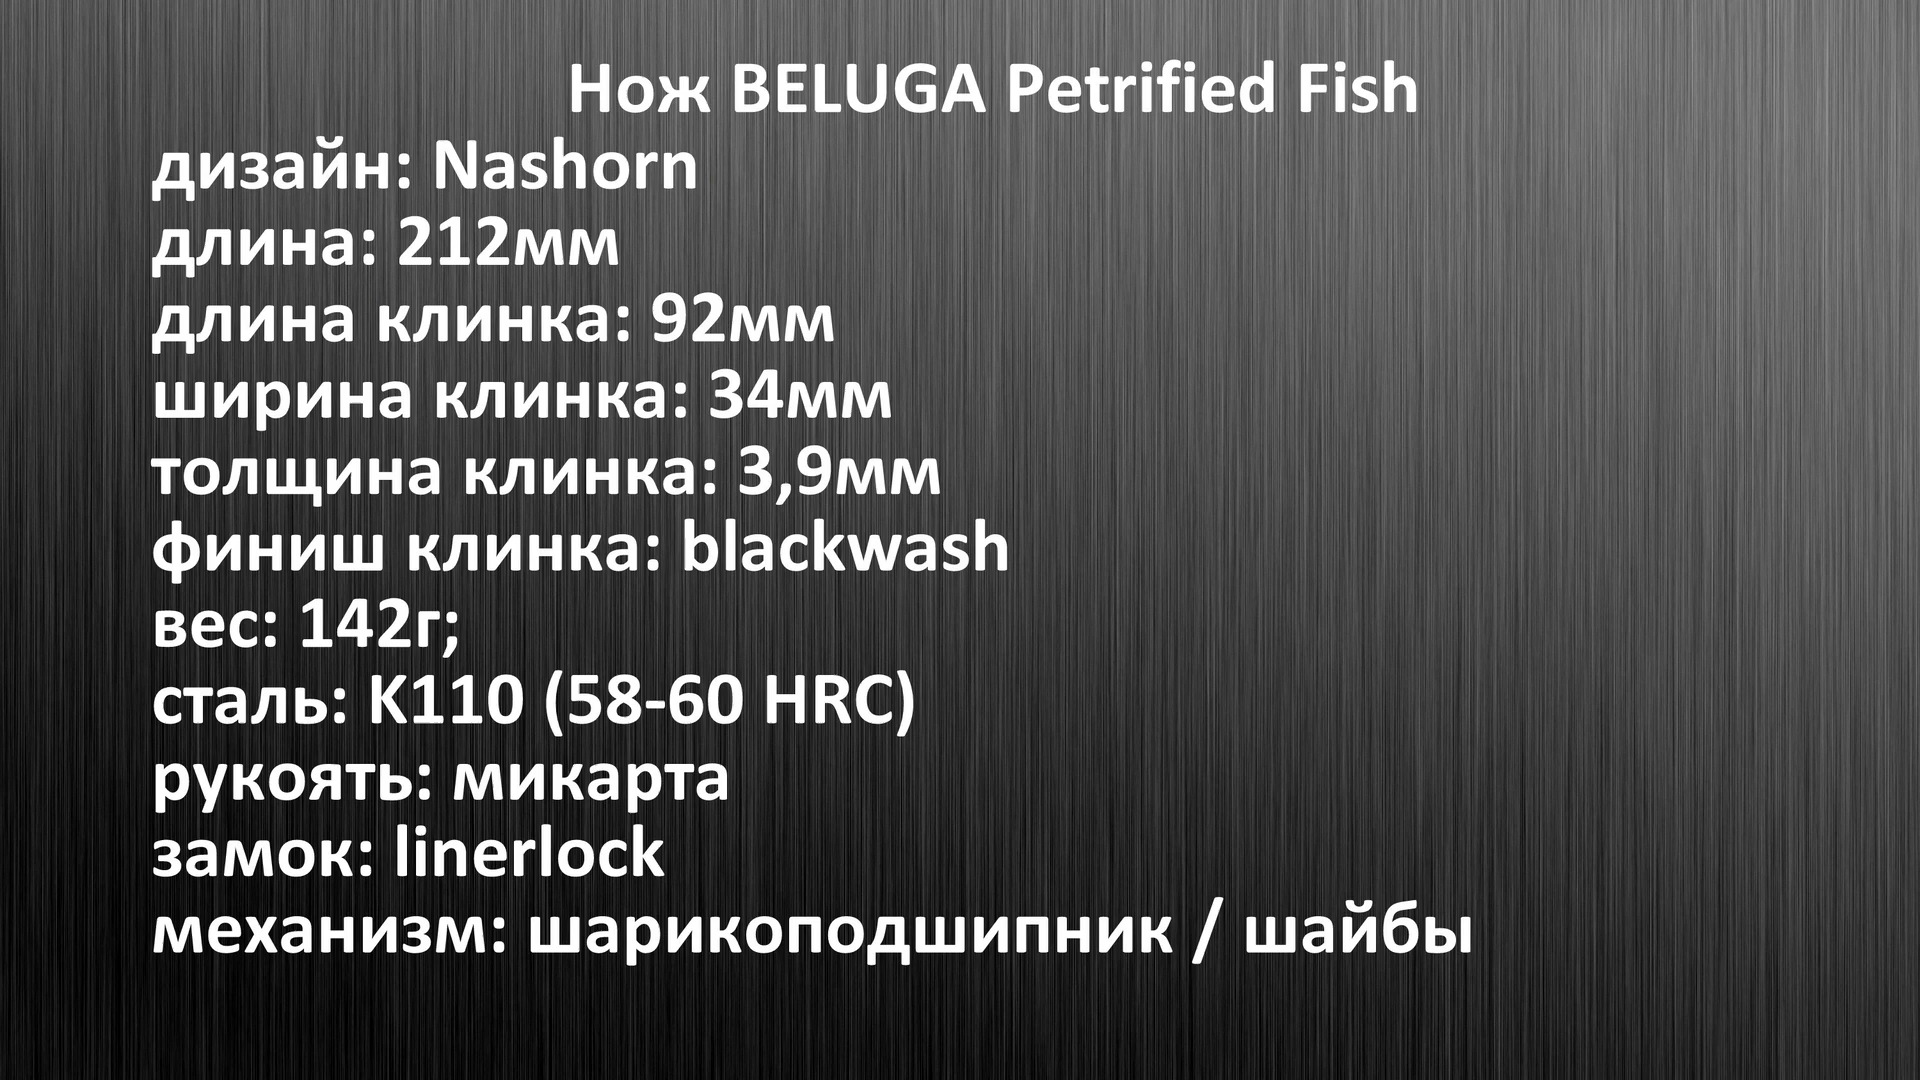 Нож BELUGA Petrified Fish
дизайн: Nashorn
длина: 212мм
длина клинка: 92мм
ширина клинка: 34мм
толщина клинка: 3,9мм
финиш клинка: blackwash
вес: 142г;
сталь: K110 (58-60 HRC)
рукоять: микарта
замок: linerlock
механизм: шарикоподшипник / шайбы